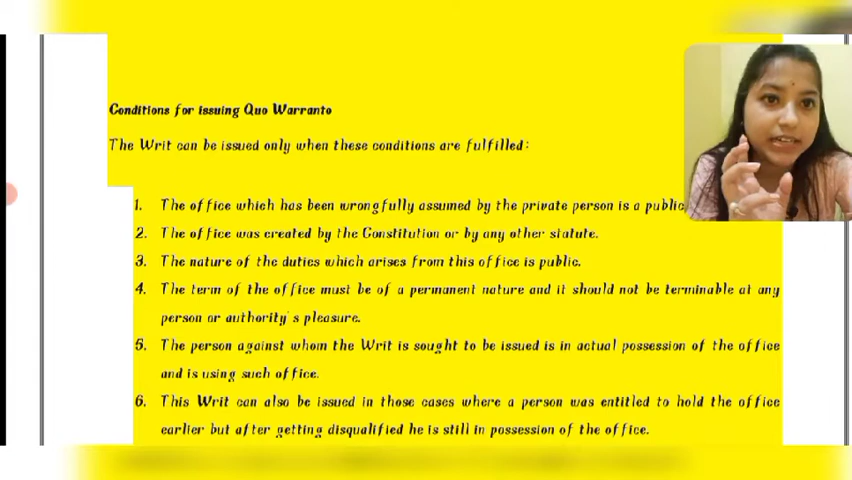 Conditions for issuing Quo Warranto
The Writ can be issued only when these conditions are fulfilled:
1. The office which has been wrongfully assumed by the private person is a public
2. The office was created by the Constitution or by any other statute.
3. The nature of the duties which arises from this office is public.
4. The term of the office must be of a permanent nature and it should not be terminable at any
person or authority's pleasure.
5. The person against whom the Writ is sought to be issued is in actual possession of the office
and is using such office.
6. This Writ can also be issued in those cases where a person was entitled to hold the office
earlier but after getting disqualified he is still in possession of the office.